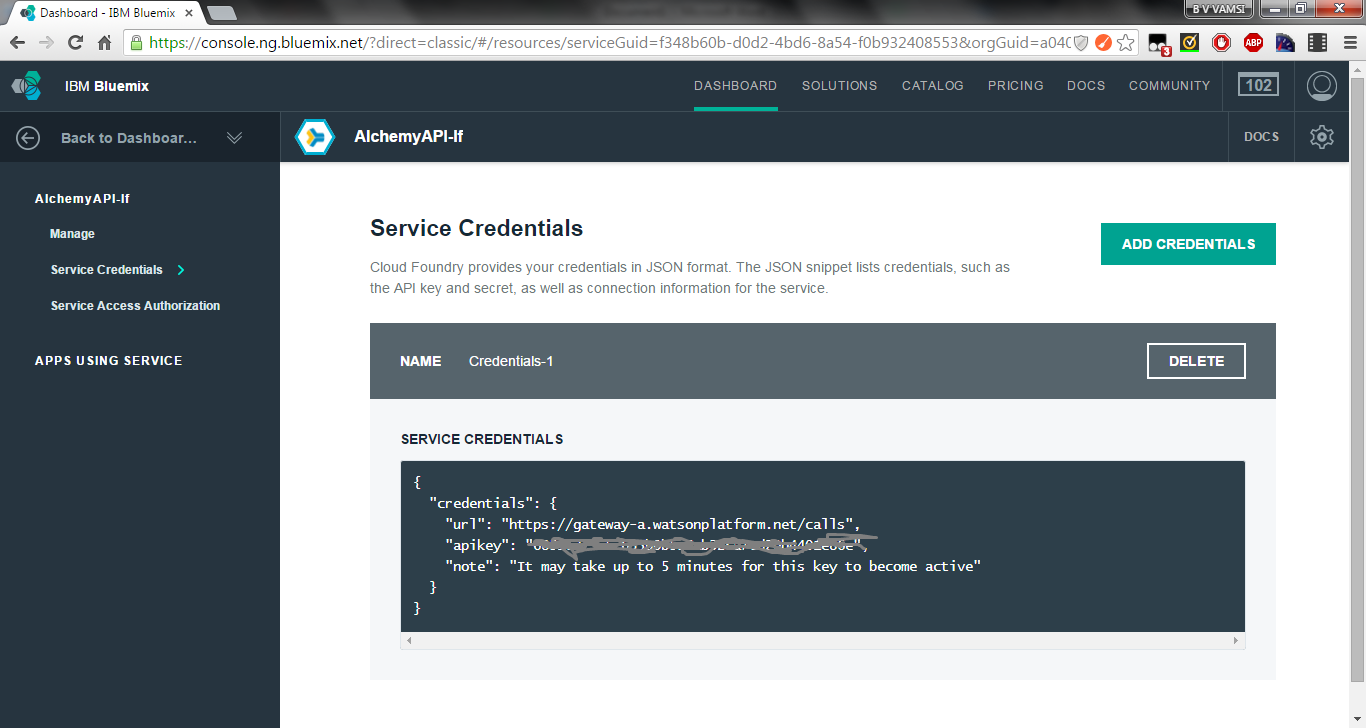 Dashboard - IBM Bluemix
B V VAMSI
https://console.ng.bluemix.net/?direct=classic/#/resources/serviceGuid=f348b60b-d0d2-4bd6-8a54-f0b932408553&orgGuid=a040
3
ABP
IBM Bluemix
DASHBOARD SOLUTIONS CATALOG PRICING DOCS COMMUNITY 102
Back to Dashboar...
AlchemyAPI-lf
DOCS
AlchemyAPI-lf
Manage
Service Credentials
Service Access Authorization
APPS USING SERVICE
Service Credentials
ADD CREDENTIALS
Cloud Foundry provides your credentials in JSON format. The JSON snippet lists credentials, such as
the API key and secret, as well as connection information for the service.
NAME Credentials-1
DELETE
SERVICE CREDENTIALS
{
"credentials": {
"url": "https://gateway-a.watsonplatform.net/calls",
"apikey":
"note": "It may take up to 5 minutes for this key to become active"
}
}